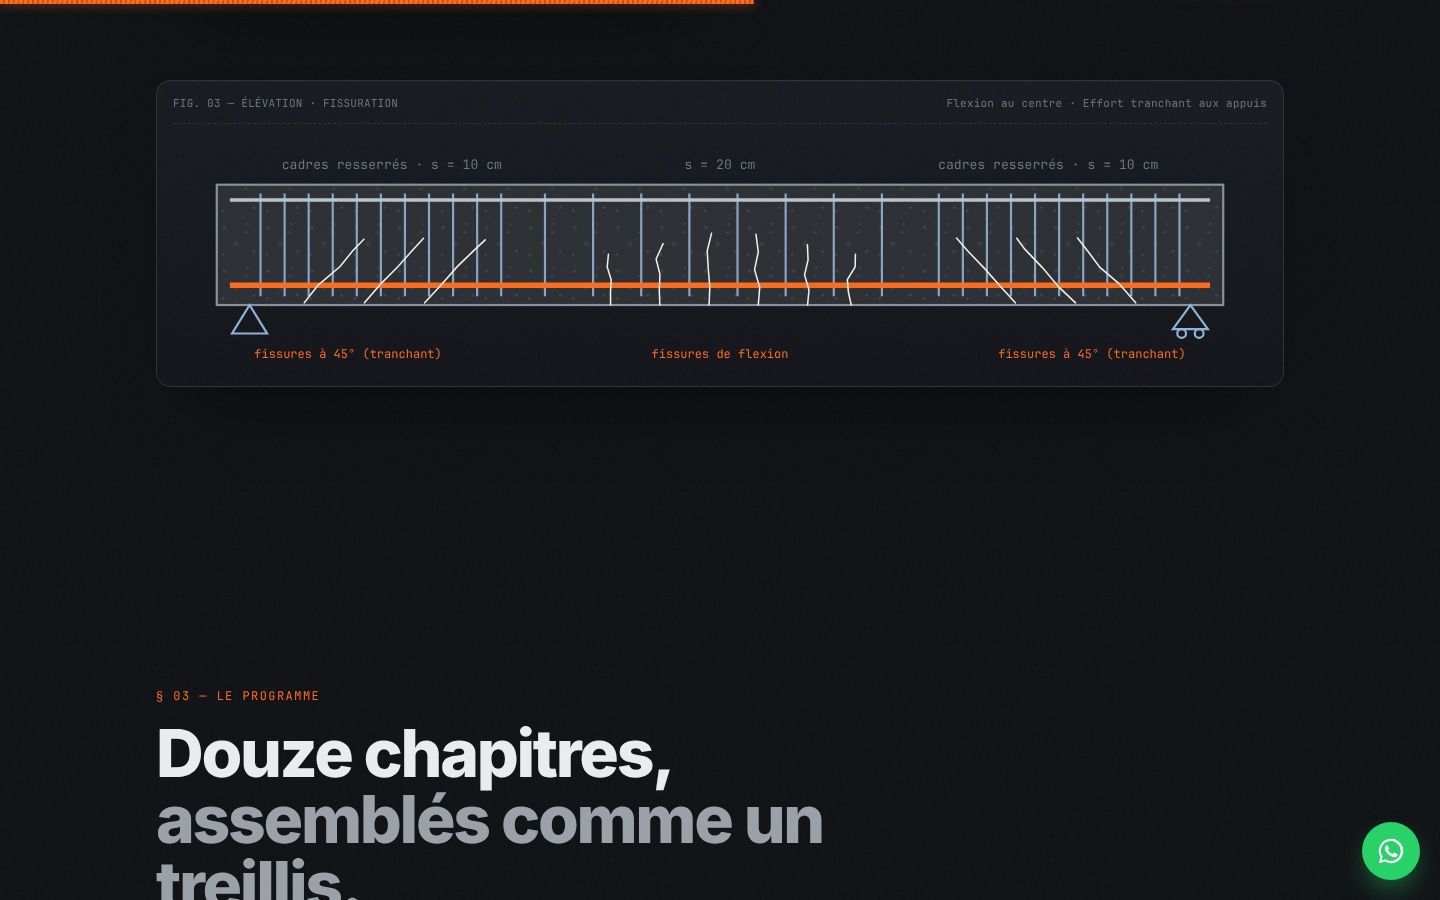 FIG. 03 — ÉLÉVATION · FISSURATION
Flexion au centre · Effort tranchant aux appuis
cadres resserrés · s = 10 cm
s = 20 cm
cadres resserrés · s = 10 cm
fissures à 45° (tranchant)
fissures de flexion
fissures à 45° (tranchant)
§ 03 — LE PROGRAMME
Douze chapitres,
assemblés comme un
treillis.